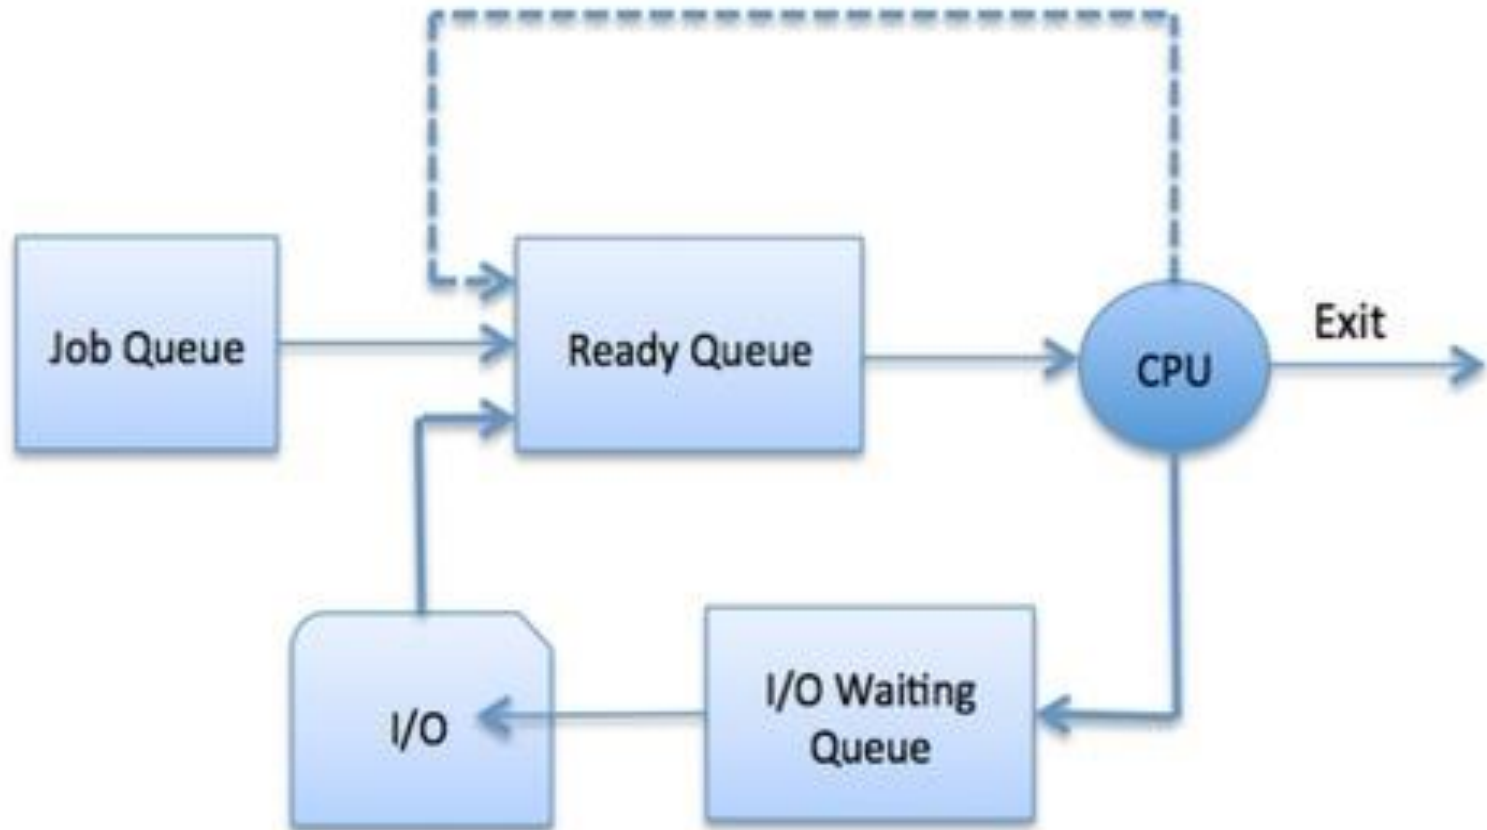 Job Queue
Ready Queue
CPU
Exit
I/O
I/O Waiting
Queue